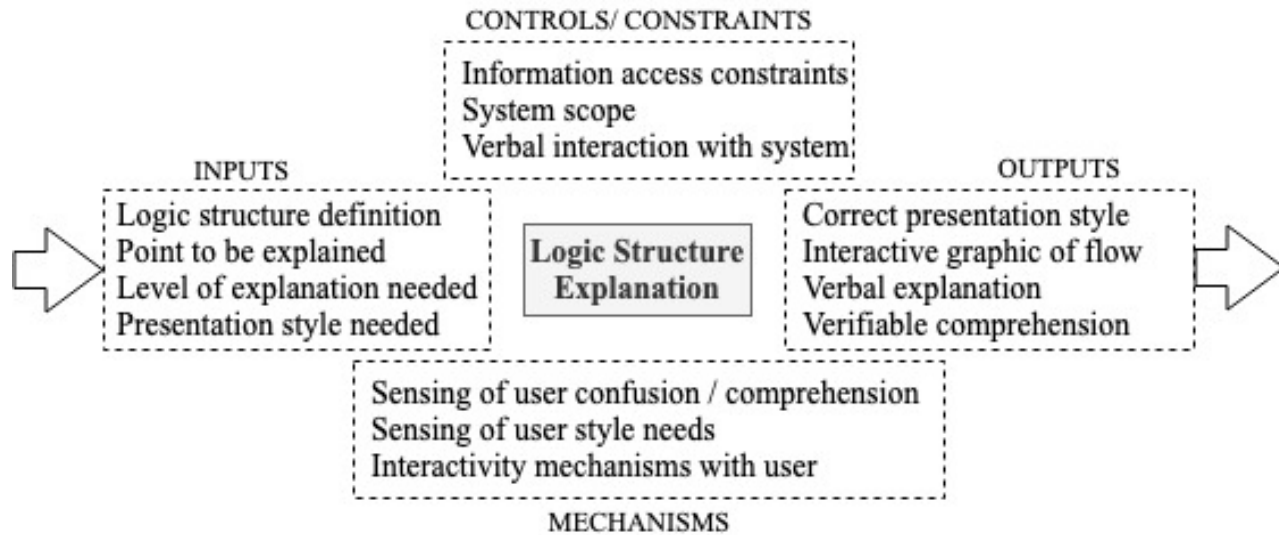 CONTROLS/ CONSTRAINTS
Information access constraints
System scope
Verbal interaction with system
INPUTS
Logic structure definition
Point to be explained
Level of explanation needed
Presentation style needed
Logic Structure
Explanation
OUTPUTS
Correct presentation style
Interactive graphic of flow
Verbal explanation
Verifiable comprehension
Sensing of user confusion / comprehension
Sensing of user style needs
Interactivity mechanisms with user
MECHANISMS